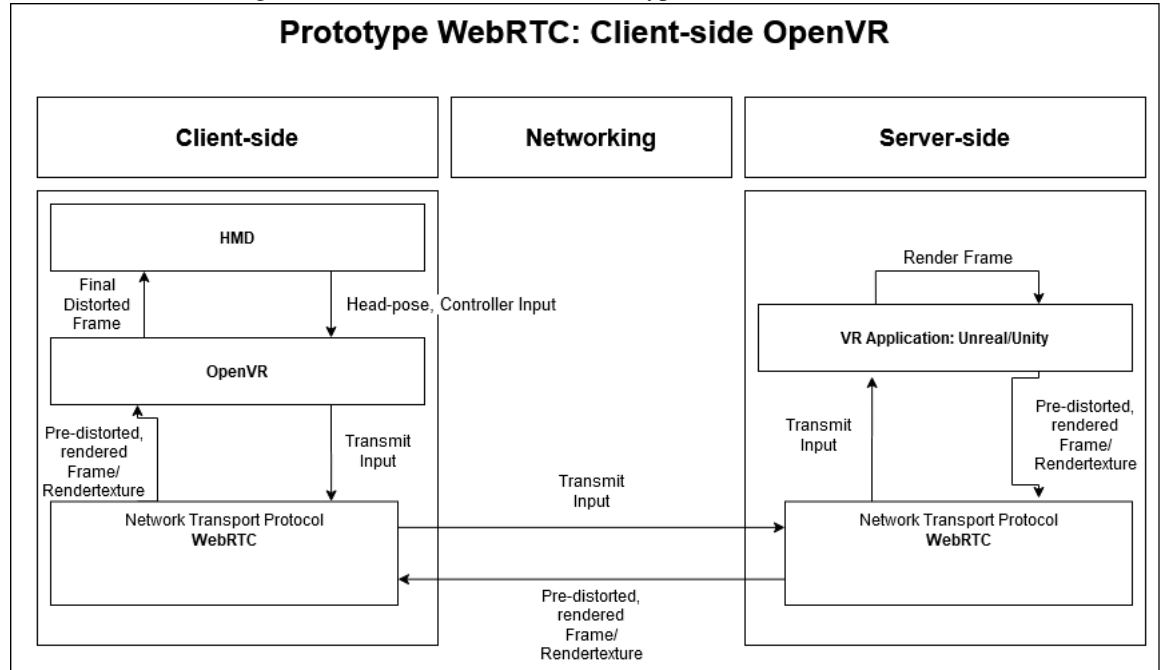 Prototype WebRTC: Client-side OpenVR
Client-side
Networking
Server-side
HMD
Final
Distorted
Frame
Head-pose, Controller Input
OpenVR
Pre-distorted,
rendered
Frame/
Rendertexture
Transmit
Input
Network Transport Protocol
WebRTC
Transmit
Input
Pre-distorted,
rendered
Frame/
Rendertexture
Render Frame
VR Application: Unreal/Unity
Transmit
Input
Pre-distorted,
rendered
Frame/
Rendertexture
Network Transport Protocol
WebRTC